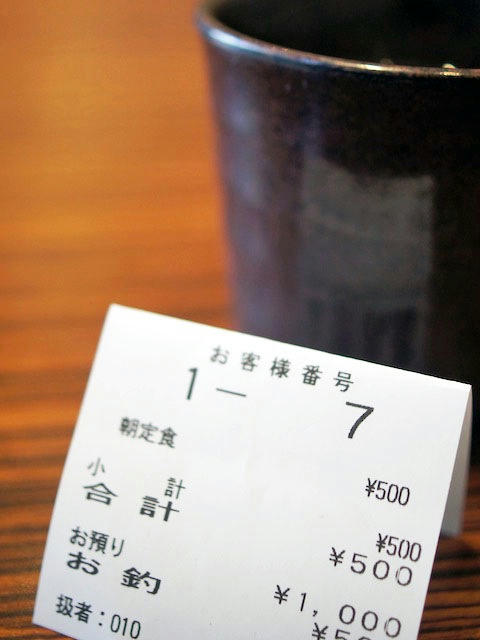 お客様番号
1－ 7
朝定食 ¥500
小 計 ¥500
合 計 ¥500
お預り ¥1,000
お 釣
扱者：010